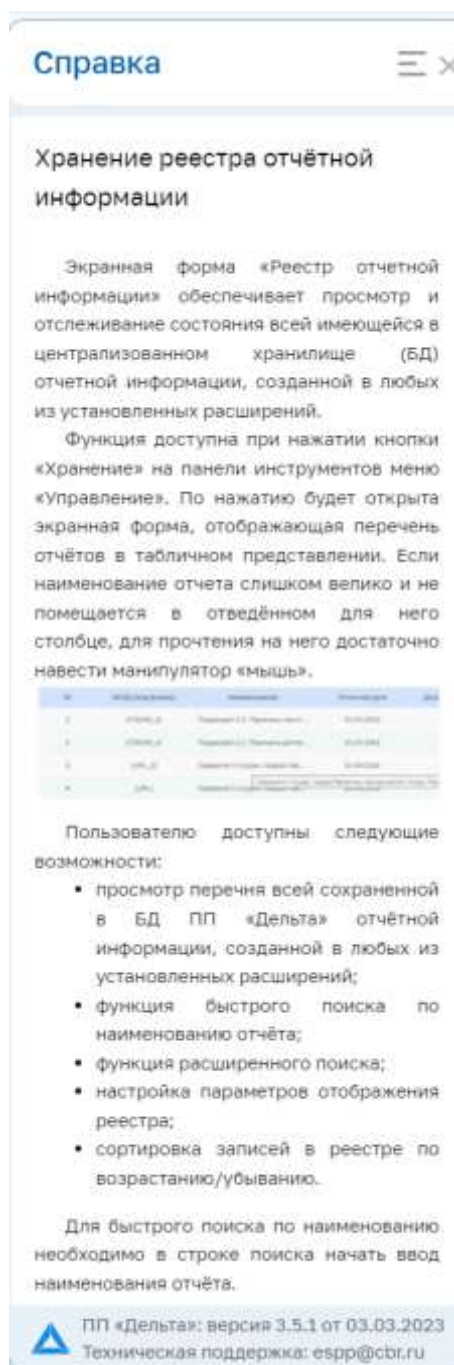 Справка
Хранение реестра отчётной
информации
Экранная форма «Реестр отчетной
информации» обеспечивает просмотр и
отслеживание состояния всей имеющейся в
централизованном хранилище (БД)
отчетной информации, созданной в любых
из установленных расширений.
Функция доступна при нажатии кнопки
«Хранение» на панели инструментов меню
«Управление». По нажатию будет открыта
экранная форма, отображающая перечень
отчётов в табличном представлении. Если
наименование отчета слишком велико и не
помещается в отведённом для него
столбце, для прочтения на него достаточно
навести манипулятор «мышь».
Пользователю доступны следующие
возможности:
▪ просмотр перечня всей сохраненной
в БД ПП «Дельта» отчётной
информации, созданной в любых из
установленных расширений;
▪ функция быстрого поиска по
наименованию отчёта;
▪ функция расширенного поиска;
▪ настройка параметров отображения
реестра;
▪ сортировка записей в реестре по
возрастанию/убыванию.
Для быстрого поиска по наименованию
необходимо в строке поиска начать ввод
наименования отчёта.
ПП «Дельта»: версия 3.5.1 от 03.03.2023
Техническая поддержка: espp@cbr.ru